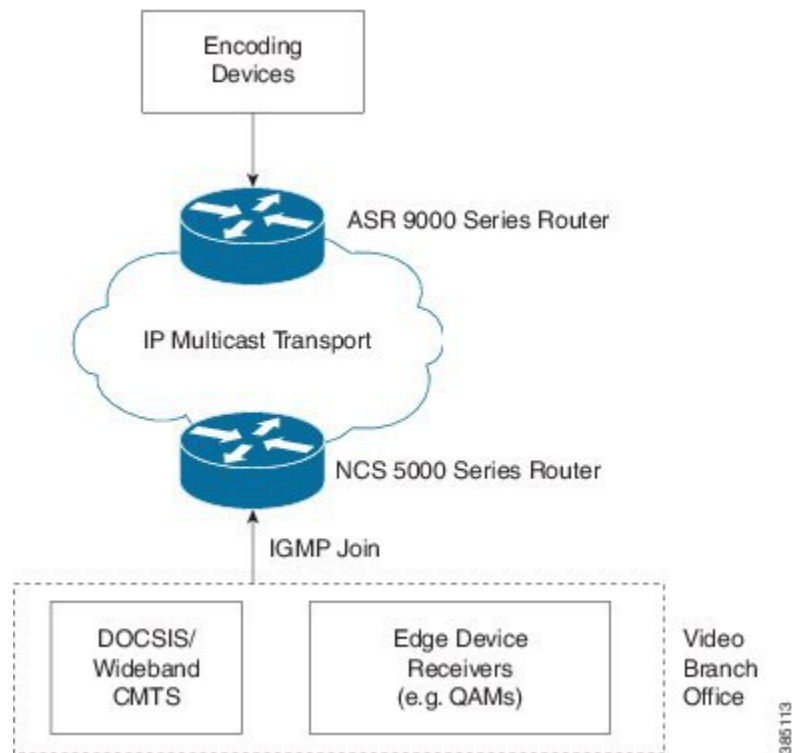 Encoding
Devices
ASR 9000 Series Router
IP Multicast Transport
NCS 5000 Series Router
IGMP Join
DOCSIS/
Wideband
CMTS
Edge Device
Receivers
(e.g. QAMs)
Video
Branch
Office
385113